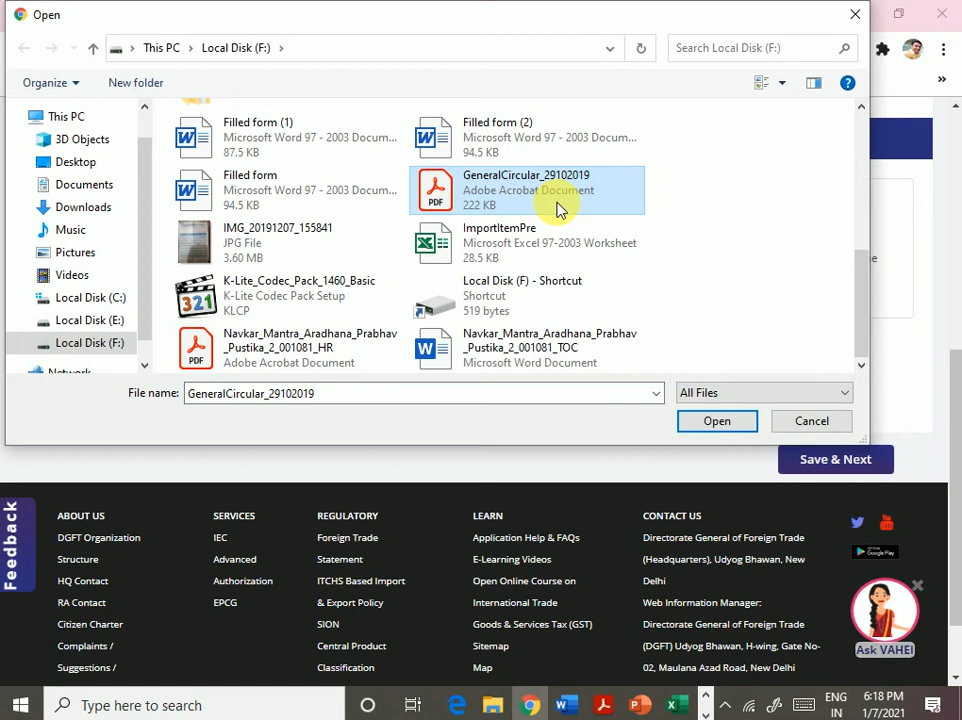 Open
This PC
Local Disk (F:)
Search Local Disk (F:)
Organize
New folder
This PC
3D Objects
Desktop
Documents
Downloads
Music
Pictures
Videos
Local Disk (C:)
Local Disk (E:)
Local Disk (F:)
Network
Filled form (1)
Microsoft Word 97 - 2003 Docum...
87.5 KB
Filled form (2)
Microsoft Word 97 - 2003 Docum...
94.5 KB
Filled form
Microsoft Word 97 - 2003 Docum...
94.5 KB
PDF
GeneralCircular_29102019
Adobe Acrobat Document
222 KB
IMG_20191207_155841
JPG File
3.60 MB
ImportItemPre
Microsoft Excel 97-2003 Worksheet
28.5 KB
321
K-Lite_Codec_Pack_1460_Basic
K-Lite Codec Pack Setup
KLCP
Local Disk (F) - Shortcut
Shortcut
519 bytes
PDF
Navkar_Mantra_Aradhana_Prabhav
_Pustika_2_001081_HR
Adobe Acrobat Document
Navkar_Mantra_Aradhana_Prabhav
_Pustika_2_001081_TOC
Microsoft Word Document
File name:
GeneralCircular_29102019
All Files
Open
Cancel
Save & Next
Feedback
ABOUT US
DGFT Organization
Structure
HQ Contact
RA Contact
Citizen Charter
Complaints /
Suggestions /
SERVICES
IEC
Advanced
Authorization
EPCG
REGULATORY
Foreign Trade
Statement
ITCHS Based Import
& Export Policy
SION
Central Product
Classification
LEARN
Application Help & FAQs
E-Learning Videos
Open Online Course on
International Trade
Goods & Services Tax (GST)
Sitemap
Map
CONTACT US
Directorate General of Foreign Trade
(Headquarters), Udyog Bhawan, New
Delhi
Web Information Manager:
Directorate General of Foreign Trade
(DGFT) Udyog Bhawan, H-wing, Gate No-
02, Maulana Azad Road, New Delhi
Google Play
Ask VAHEI
Type here to search
ENG
IN
6:18 PM
1/7/2021